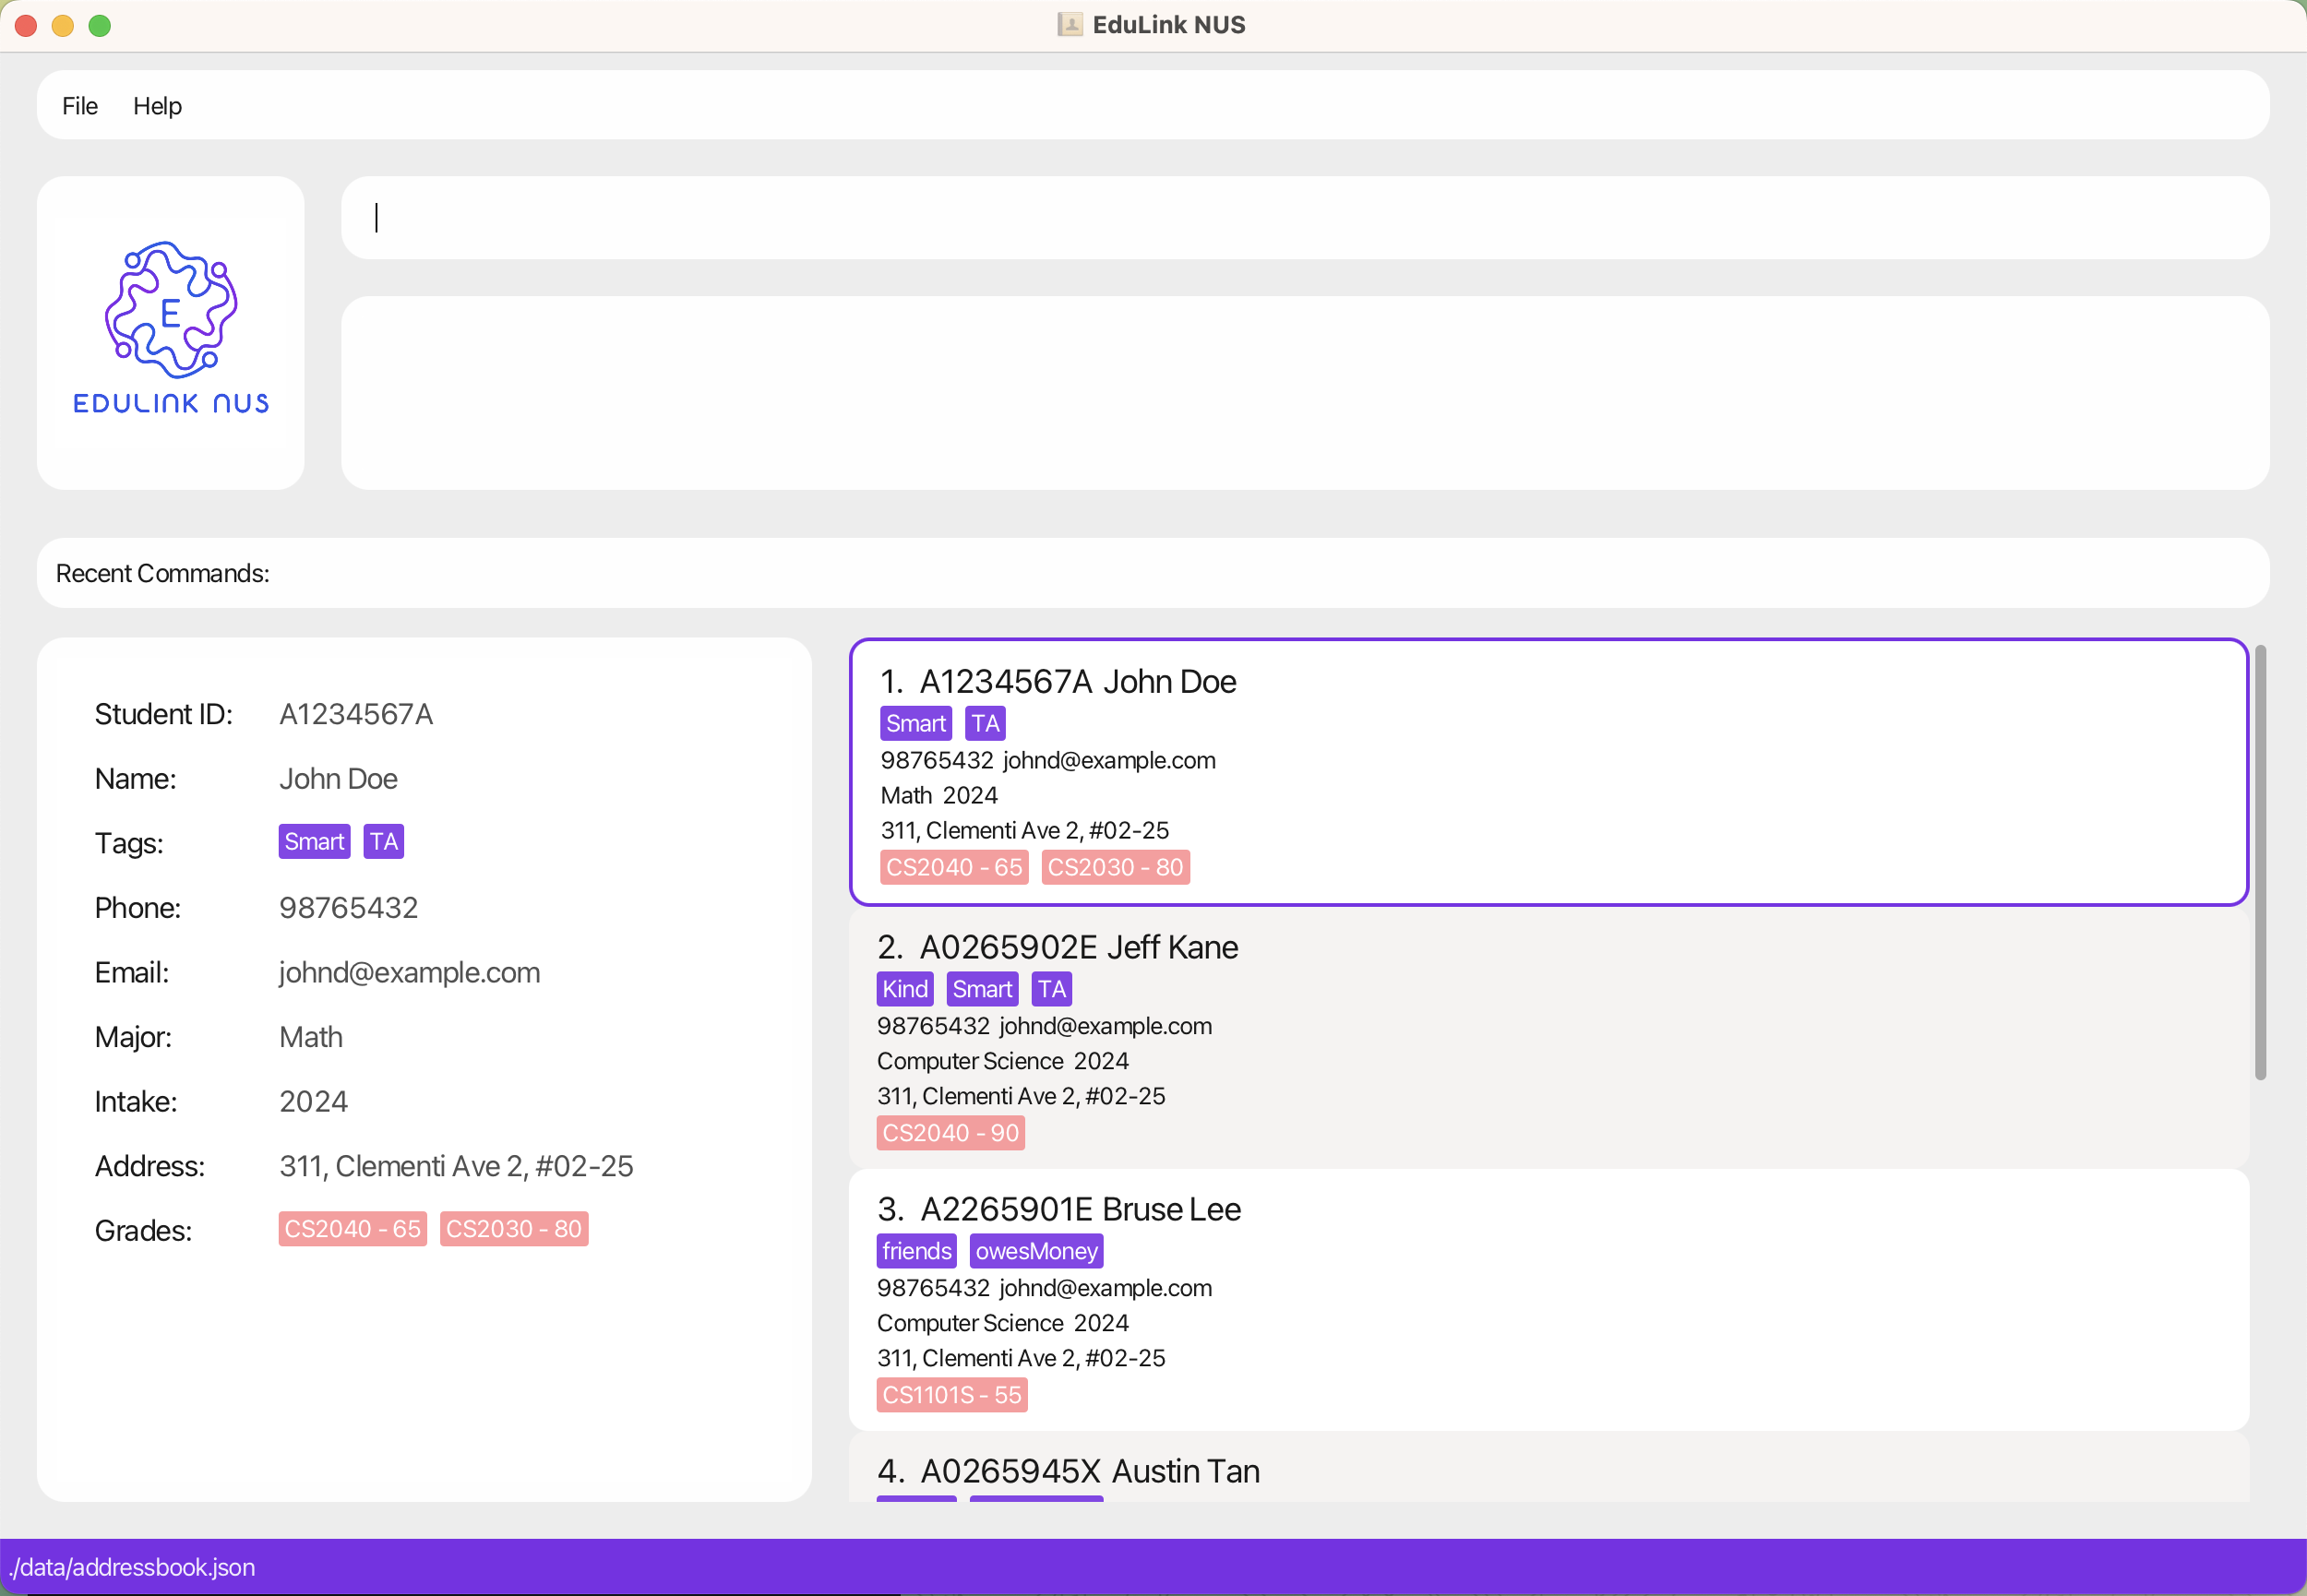 EduLink NUS
File Help
E
EDULINK NUS
Recent Commands:
Student ID: A1234567A
Name: John Doe
Tags: Smart TA
Phone: 98765432
Email: johnd@example.com
Major: Math
Intake: 2024
Address: 311, Clementi Ave 2, #02-25
Grades: CS2040 - 65 CS2030 - 80
1. A1234567A John Doe
Smart TA
98765432 johnd@example.com
Math 2024
311, Clementi Ave 2, #02-25
CS2040 - 65 CS2030 - 80
2. A0265902E Jeff Kane
Kind Smart TA
98765432 johnd@example.com
Computer Science 2024
311, Clementi Ave 2, #02-25
CS2040 - 90
3. A2265901E Bruse Lee
friends owesMoney
98765432 johnd@example.com
Computer Science 2024
311, Clementi Ave 2, #02-25
CS1101S - 55
4. A0265945X Austin Tan
./data/addressbook.json